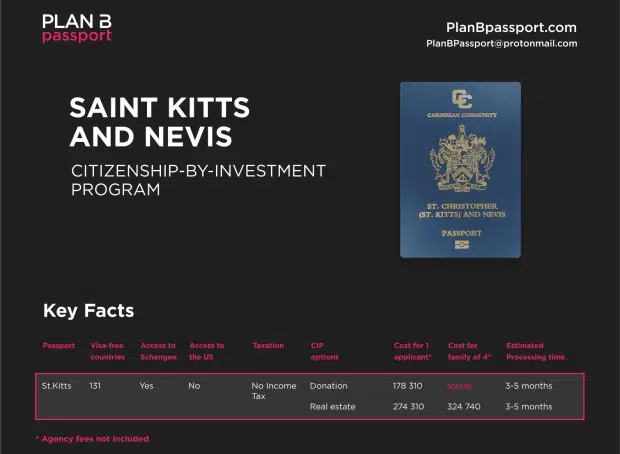 PLAN B
passport
PlanBpassport.com
PlanBPassport@protonmail.com
SAINT KITTS
AND NEVIS
CITIZENSHIP-BY-INVESTMENT
PROGRAM
CARIBBEAN COMMUNITY
ST. CHRISTOPHER
(ST. KITTS) AND NEVIS
PASSPORT
Key Facts
Passport Visa-free countries Access to Schengen Access to the US Taxation CIP options Cost for 1 applicant* Cost for family of 4* Estimated Processing time
St.Kitts 131 Yes No No Income Tax Donation 178 310 3-5 months
Real estate 274 310 324 740 3-5 months
* Agency fees not included